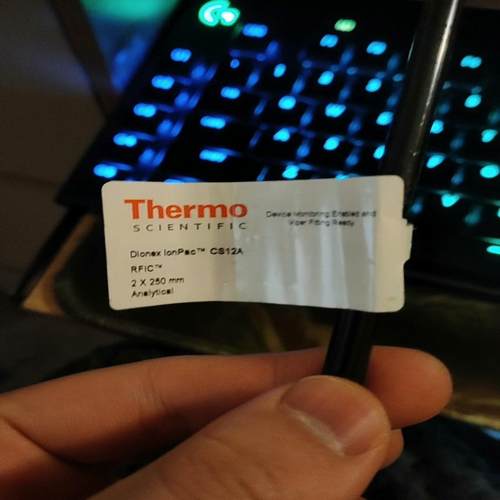 Thermo
SCIENTIFIC
Device Monitoring Enabled and
Viper Fitting Ready
Dionex IonPac™ CS12A
RFIC™
2 X 250 mm
Analytical